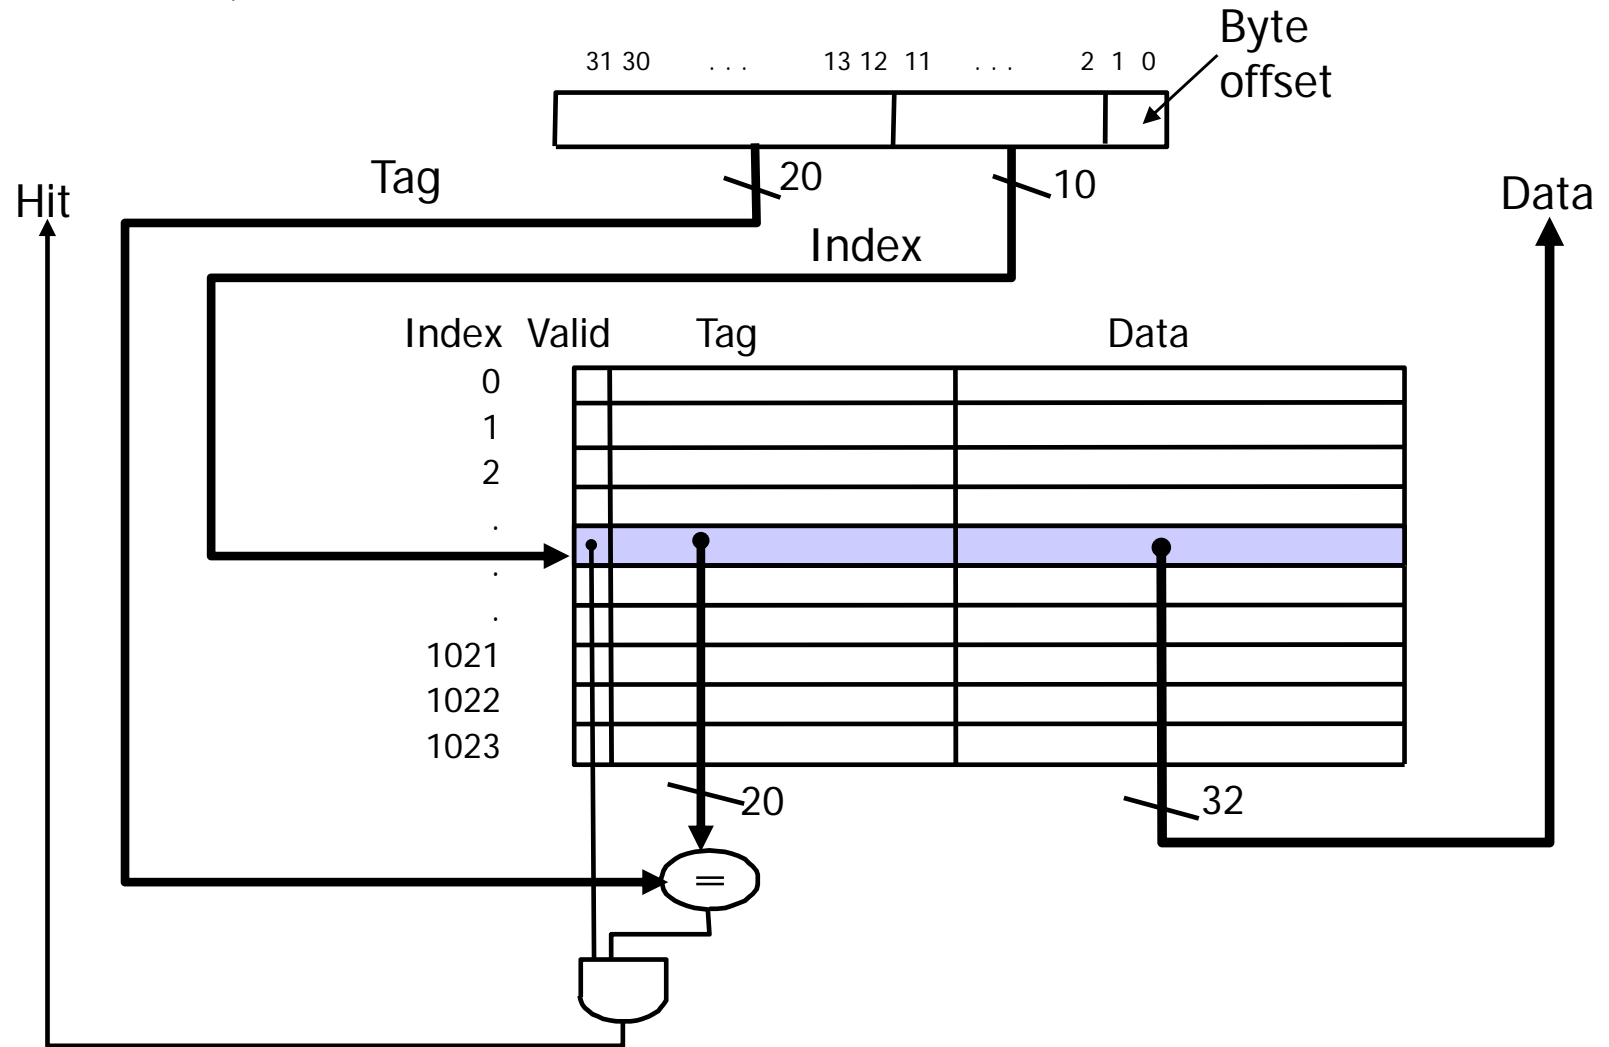 Byte
offset
31 30 . . . 13 12 11 . . . 2 1 0
Tag
20
10
Hit
Data
Index
Index Valid Tag Data
0
1
2
.
.
.
1021
1022
1023
20
32
=